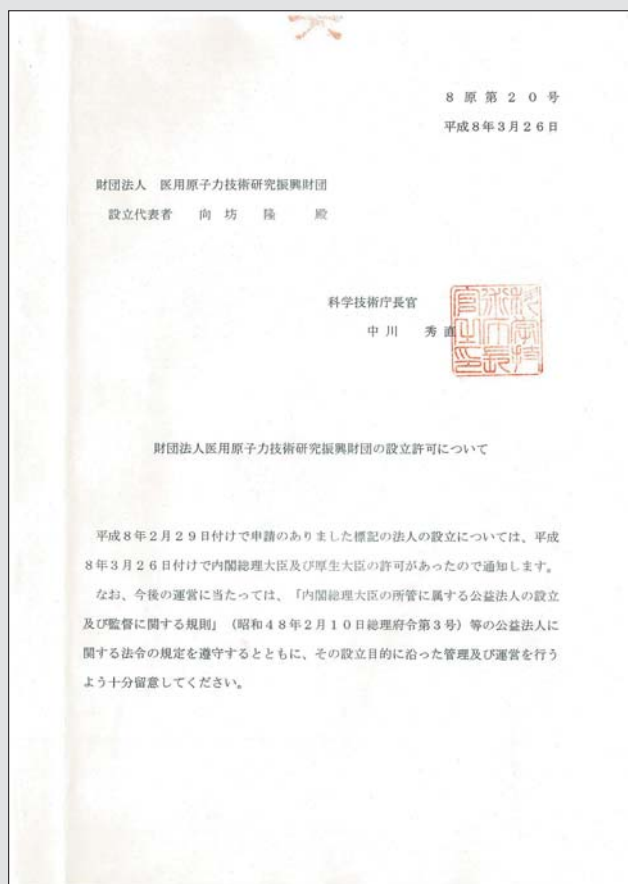 8原第20号
平成8年3月26日
財団法人　医用原子力技術研究振興財団
設立代表者　向　坊　　隆　　殿
科学技術庁長官
中　川　　秀　直
財団法人医用原子力技術研究振興財団の設立許可について
平成8年2月29日付けで申請のありました標記の法人の設立については、平成
8年3月26日付けで内閣総理大臣及び厚生大臣の許可があったので通知します。
なお、今後の運営に当たっては、「内閣総理大臣の所管に属する公益法人の設立
及び監督に関する規則」（昭和48年2月10日総理府令第3号）等の公益法人に
関する法令の規定を遵守するとともに、その設立目的に沿った管理及び運営を行う
よう十分留意してください。